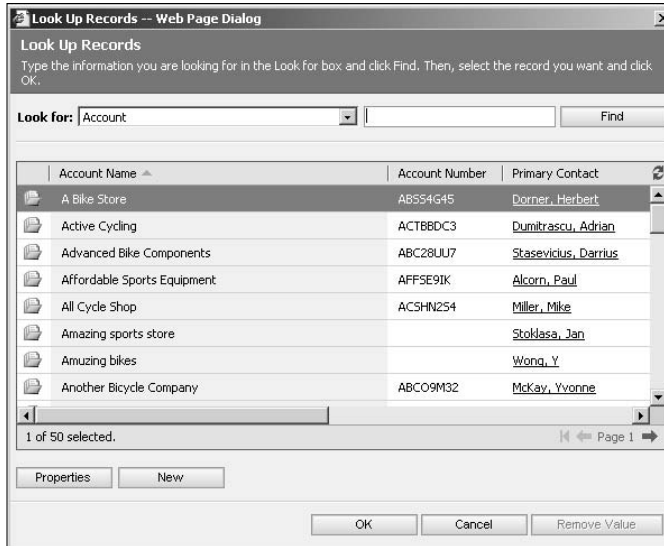 Look Up Records -- Web Page Dialog
Look Up Records
Type the information you are looking for in the Look for box and click Find. Then, select the record you want and click
OK.
Look for: Account Find
Account Name Account Number Primary Contact
A Bike Store ABSS4G45 Dorner, Herbert
Active Cycling ACTBBDC3 Dumitrascu, Adrian
Advanced Bike Components ABC28UU7 Stasevicius, Darrius
Affordable Sports Equipment AFFSE9IK Alcorn, Paul
All Cycle Shop ACSHN2S4 Miller, Mike
Amazing sports store Stoklasa, Jan
Amuzing bikes Wong, Y
Another Bicycle Company ABCO9M32 McKay, Yvonne
1 of 50 selected. Page 1
Properties New
OK Cancel Remove Value